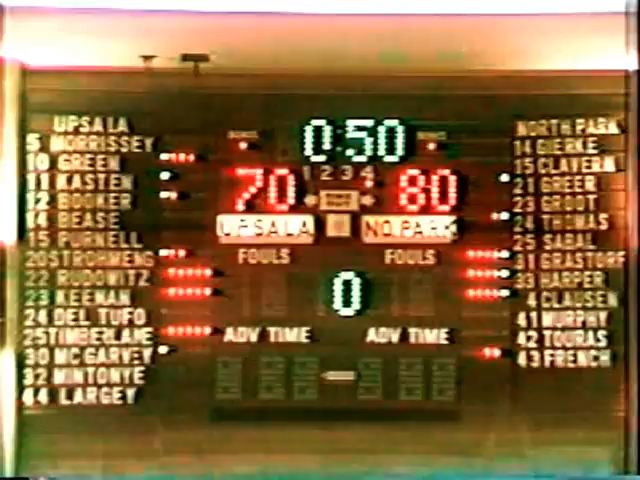 UPSALA
5 MORRISSEY
10 GREEN
11 KASTEN
12 BOOKER
14 BEASE
15 PURNELL
20 STROHMENG
22 RUDOWITZ
23 KEENAN
24 DEL TUFO
25 TIMBERLAKE
30 MCGARVEY
32 MINTONYE
44 LARGEY
0:50
1 2 3 4
70
80
UPSALA
NO.PARK
FOULS
FOULS
0
ADV TIME
ADV TIME
NORTH PARK
14 GIERKE
15 CLAVERN
21 GREER
23 GROOT
24 THOMAS
25 SABAL
31 GRASTORF
33 HARPER
4 CLAUSEN
41 MURPHY
42 TOURAS
43 FRENCH